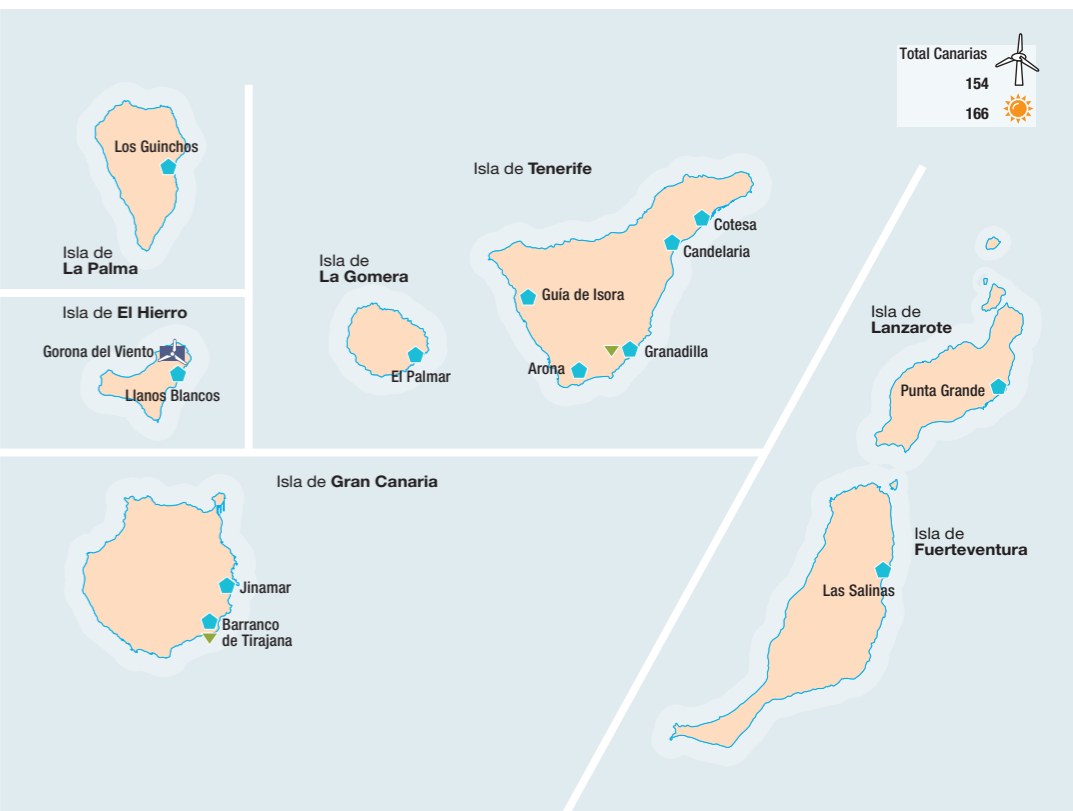 Total Canarias
154
166
Los Guinchos
Isla de
La Palma
Isla de El Hierro
Gorona del Viento
Llanos Blancos
Isla de
La Gomera
El Palmar
Isla de Tenerife
Cotesa
Candelaria
Guía de Isora
Granadilla
Arona
Isla de
Lanzarote
Punta Grande
Isla de Gran Canaria
Jinamar
Barranco
de Tirajana
Isla de
Fuerteventura
Las Salinas